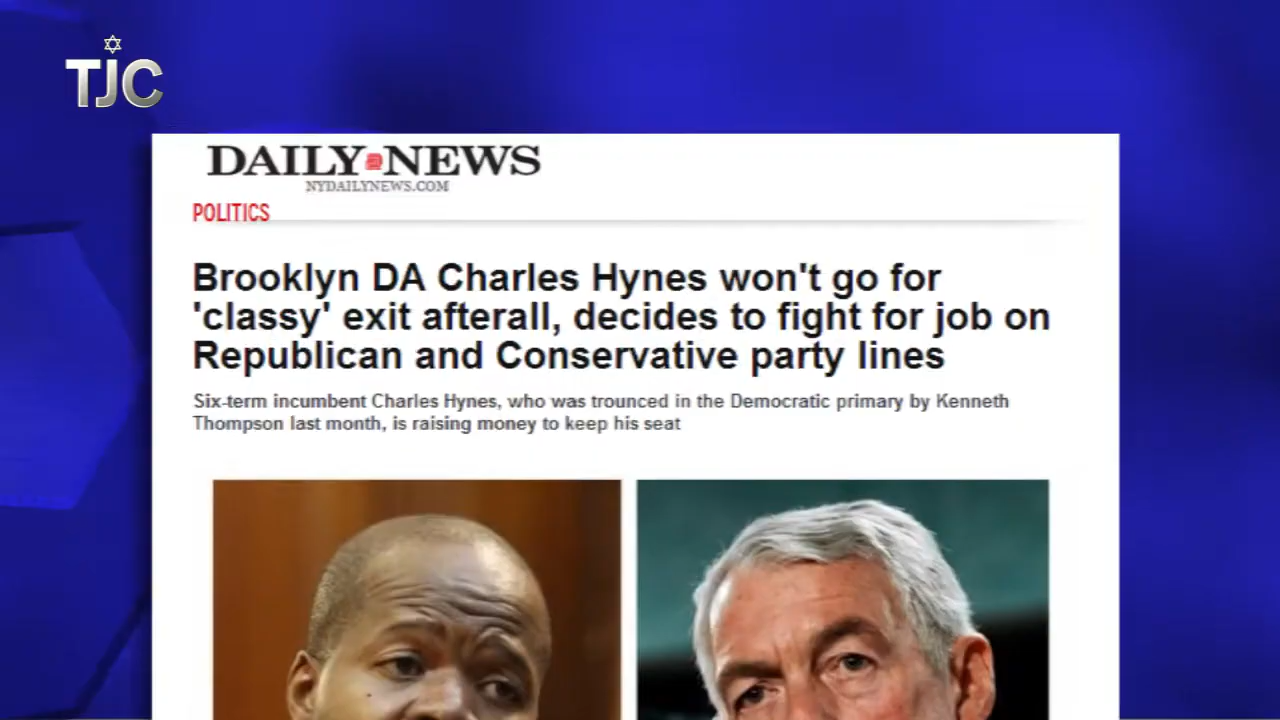 TJC
DAILY NEWS
NYDAILYNEWS.COM
POLITICS
Brooklyn DA Charles Hynes won't go for
'classy' exit afterall, decides to fight for job on
Republican and Conservative party lines
Six-term incumbent Charles Hynes, who was trounced in the Democratic primary by Kenneth
Thompson last month, is raising money to keep his seat